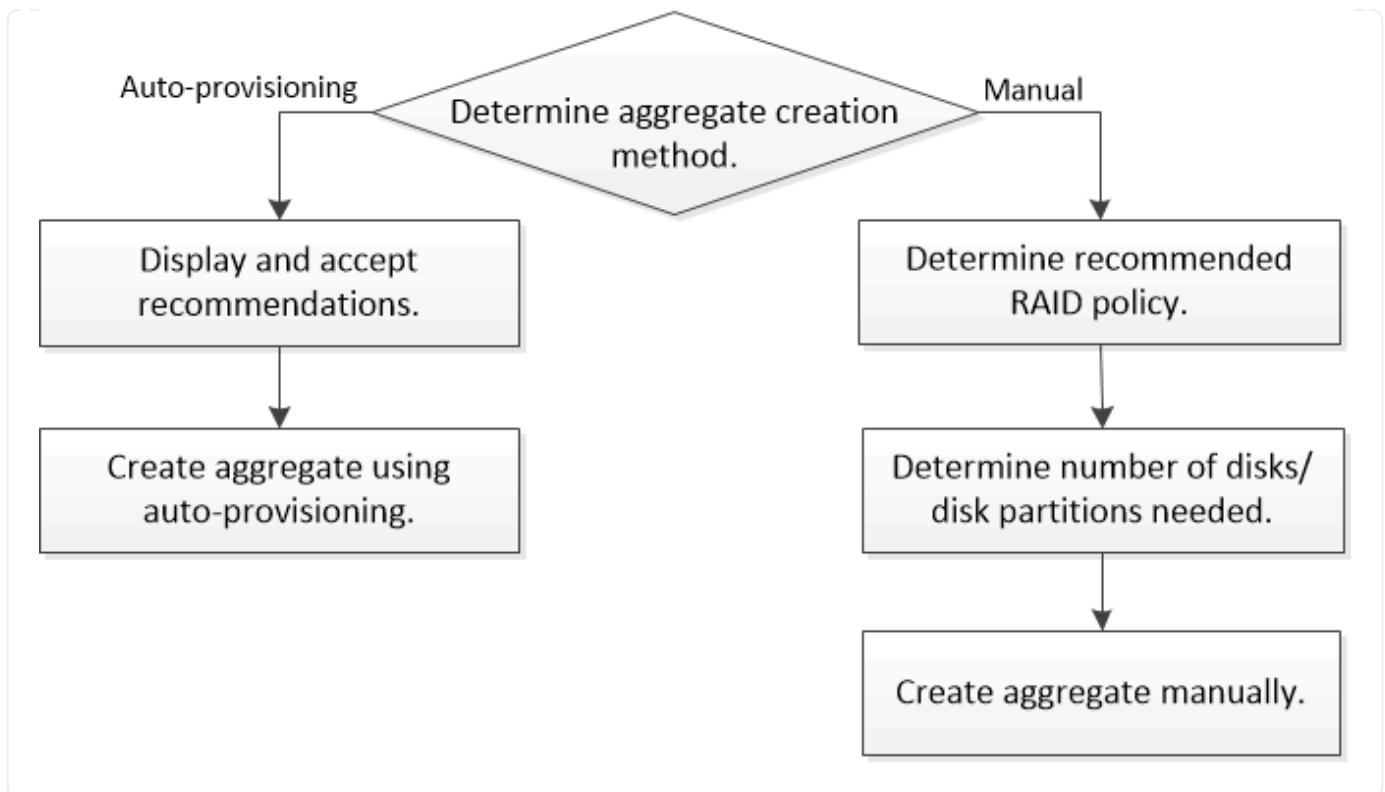 Auto-provisioning
Manual
Determine aggregate creation
method.
Display and accept
recommendations.
Determine recommended
RAID policy.
Create aggregate using
auto-provisioning.
Determine number of disks/
disk partitions needed.
Create aggregate manually.